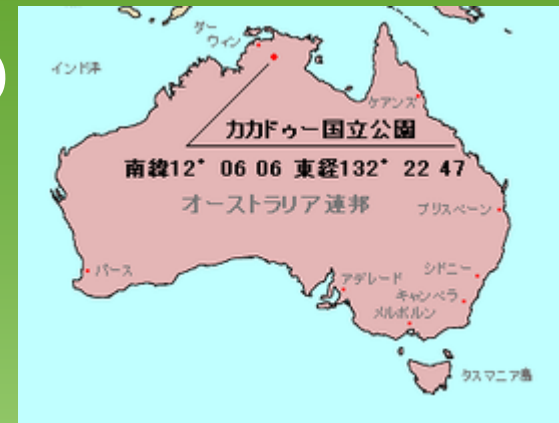 ダー
ウィン
インド洋
ケアンズ
カカドゥー国立公園
南緯12° 06 06 東経132° 22 47
オーストラリア連邦
ブリスベーン
パース
アデレード
シドニー
キャンベラ
メルボルン
タスマニア島